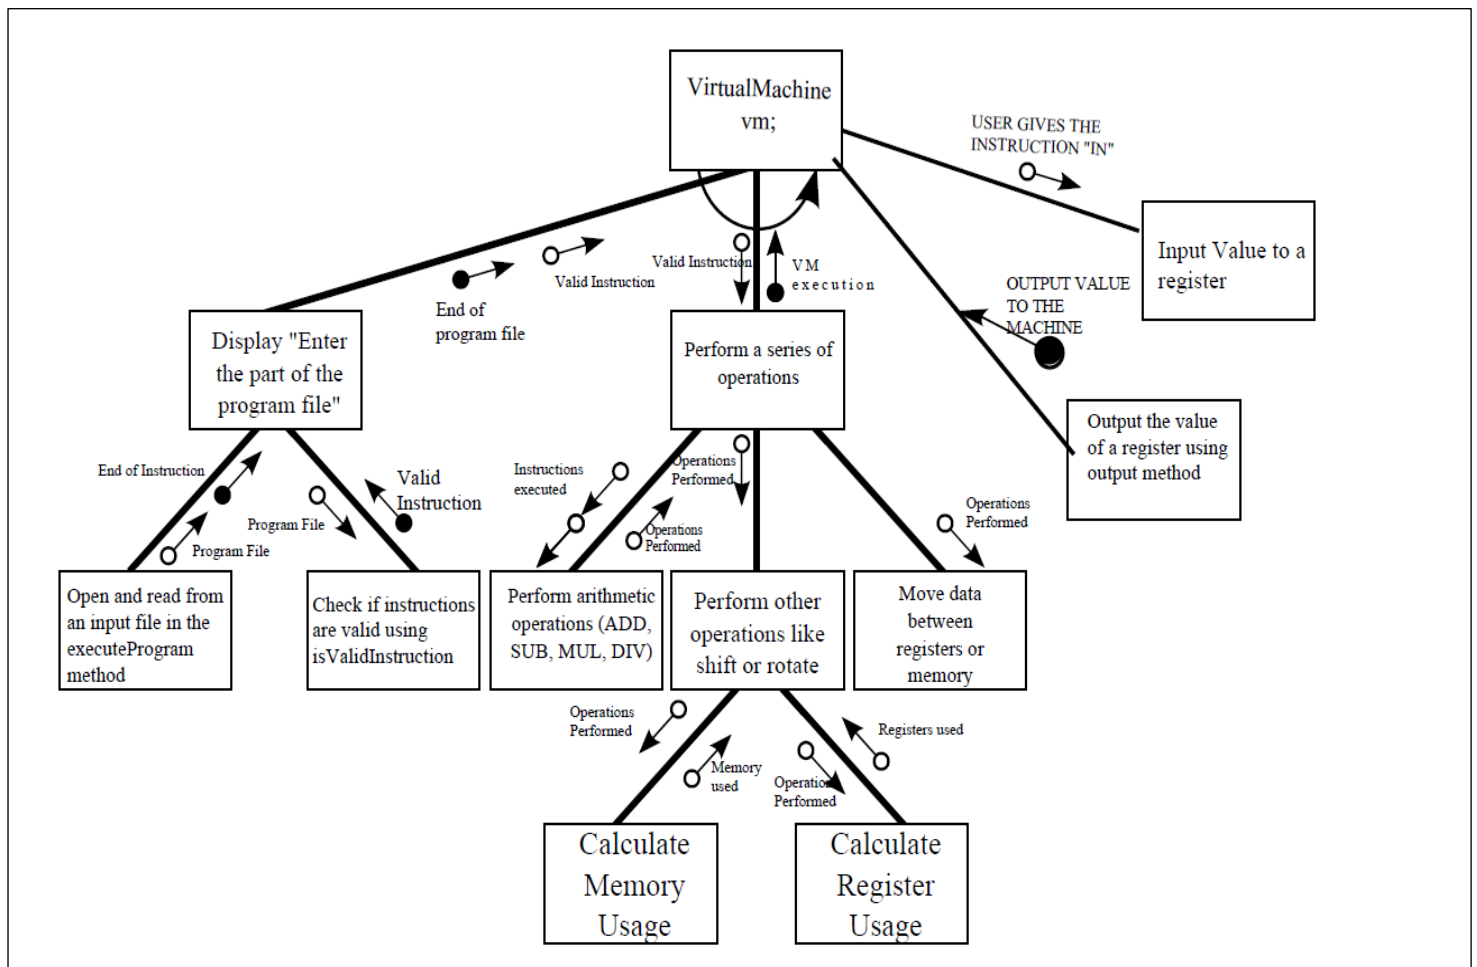 VirtualMachine
vm;
USER GIVES THE
INSTRUCTION "IN"
Input Value to a
register
Valid Instruction
Valid Instruction
VM
execution
End of
program file
OUTPUT VALUE
TO THE
MACHINE
Display "Enter
the part of the
program file"
Perform a series of
operations
Output the value
of a register using
output method
End of Instruction
Program File
Program File
Valid
Instruction
Instructions
executed
Operations
Performed
Operations
Performed
Operations
Performed
Open and read from
an input file in the
executeProgram
method
Check if instructions
are valid using
isValidInstruction
Perform arithmetic
operations (ADD,
SUB, MUL, DIV)
Perform other
operations like
shift or rotate
Move data
between
registers or
memory
Operations
Performed
Memory
used
Operations
Performed
Registers used
Calculate
Memory
Usage
Calculate
Register
Usage